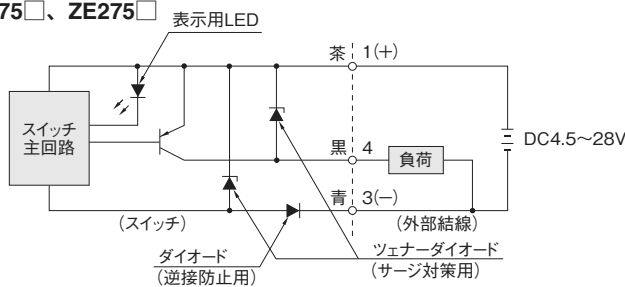 75□、ZE275□
表示用LED
茶 1(+)
スイッチ
主回路
黒 4
負荷
DC4.5～28V
青 3(−)
(スイッチ)
(外部結線)
ダイオード
(逆接防止用)
ツェナーダイオード
(サージ対策用)